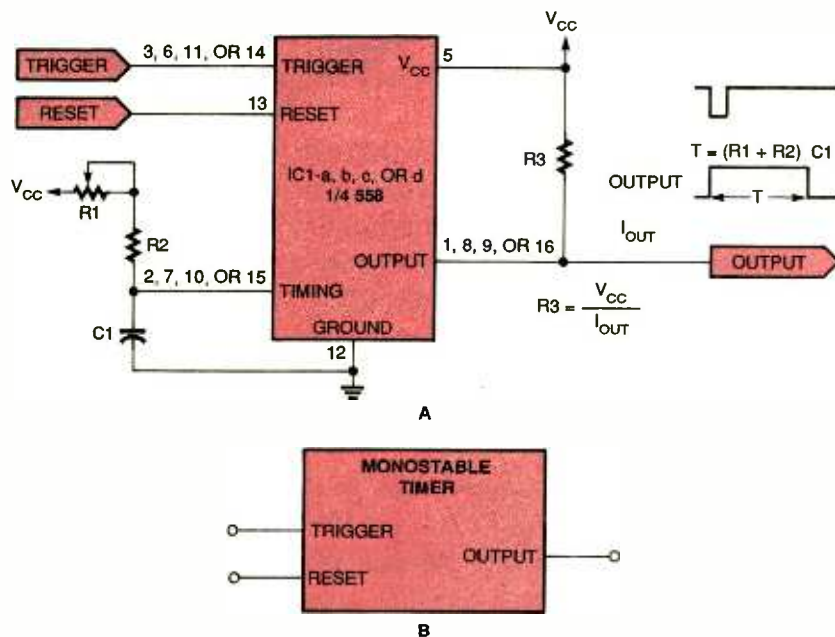 VCC
3, 6, 11, OR 14
5
TRIGGER
TRIGGER
VCC
13
RESET
RESET
R3
T = (R1 + R2) C1
IC1-a, b, c, OR d
1/4 558
OUTPUT
T
VCC
R1
R2
IOUT
OUTPUT
1, 8, 9, OR 16
OUTPUT
2, 7, 10, OR 15
TIMING
R3 = VCC
IOUT
C1
GROUND
12
A
MONOSTABLE
TIMER
TRIGGER
OUTPUT
RESET
B